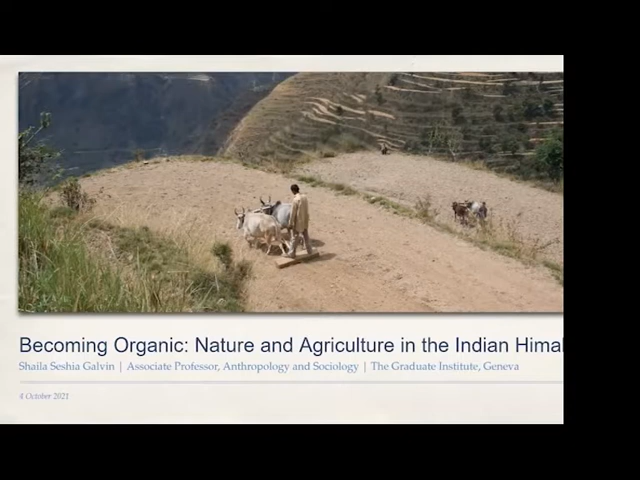 Becoming Organic: Nature and Agriculture in the Indian Himal
Shaila Seshia Galvin | Associate Professor, Anthropology and Sociology | The Graduate Institute, Geneva
4 October 2021